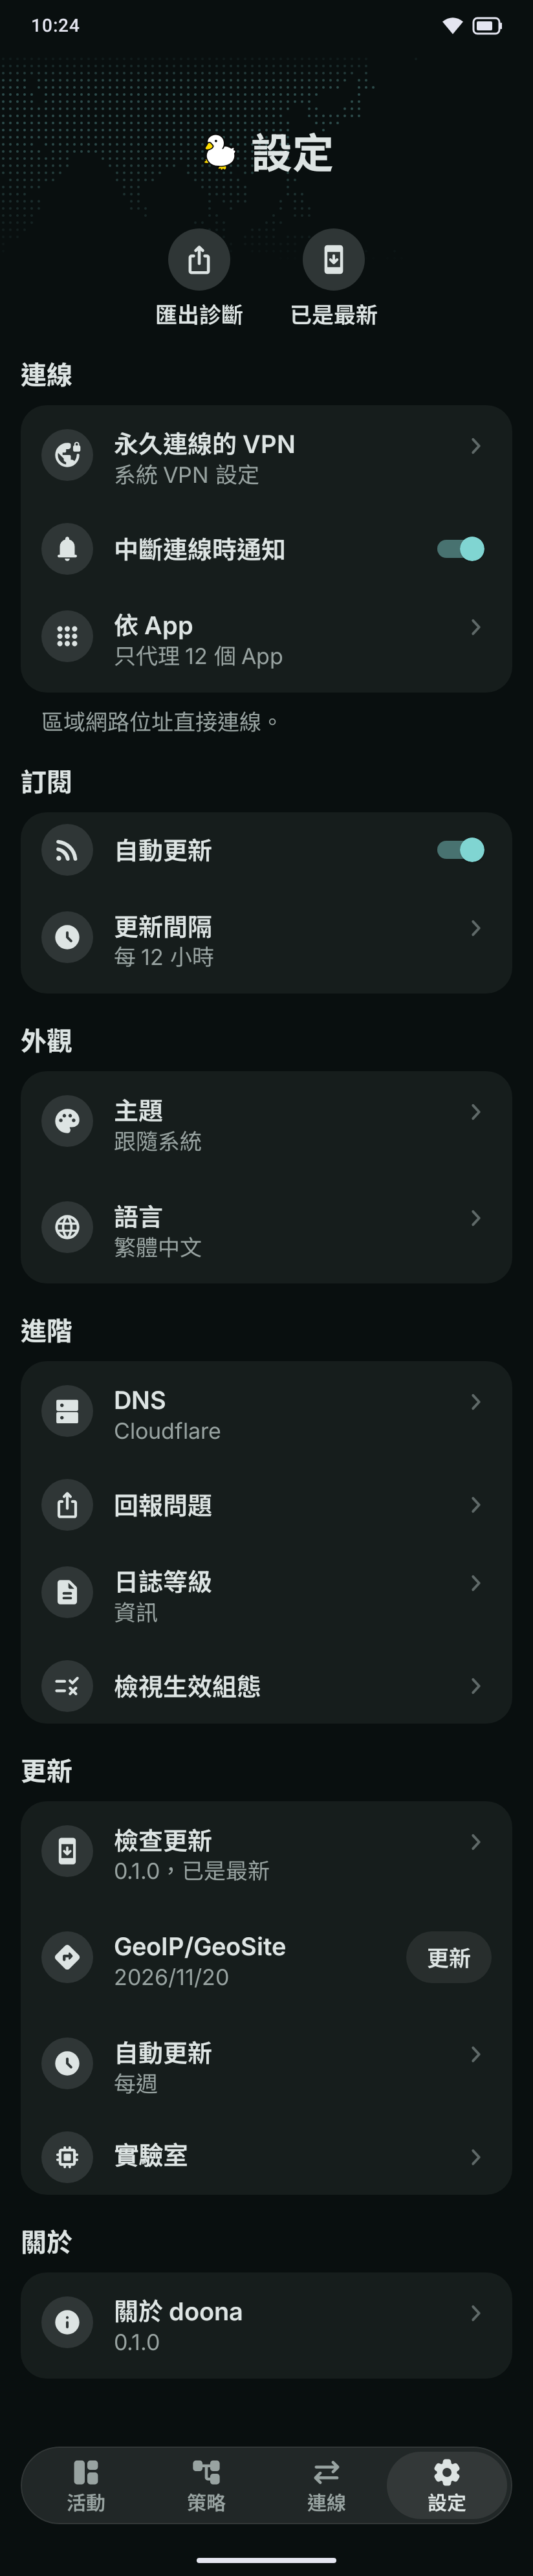 10:24
設定
匯出診斷
已是最新
連線
永久連線的 VPN
系統 VPN 設定
中斷連線時通知
依 App
只代理 12 個 App
區域網路位址直接連線。
訂閱
自動更新
更新間隔
每 12 小時
外觀
主題
跟隨系統
語言
繁體中文
進階
DNS
Cloudflare
回報問題
日誌等級
資訊
檢視生效組態
更新
檢查更新
0.1.0，已是最新
GeoIP/GeoSite
2026/11/20
更新
自動更新
每週
實驗室
關於
關於 doona
0.1.0
活動
策略
連線
設定